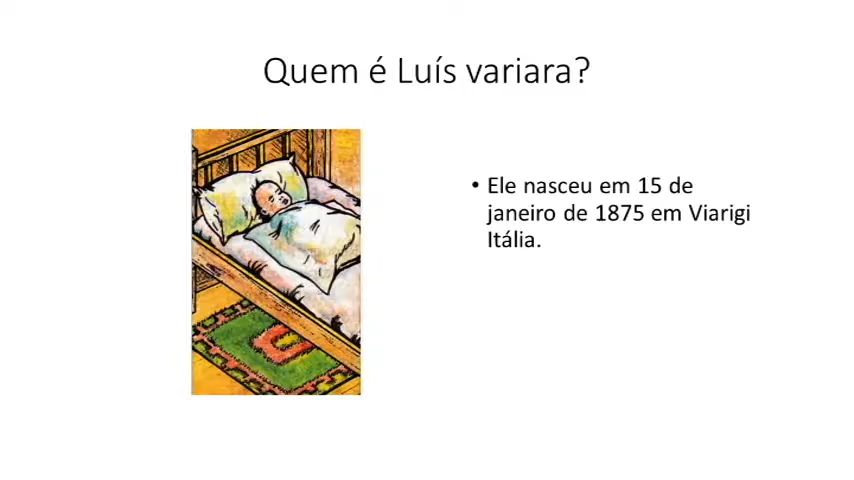 Quem é Luís variara?
• Ele nasceu em 15 de
janeiro de 1875 em Viarigi
Itália.